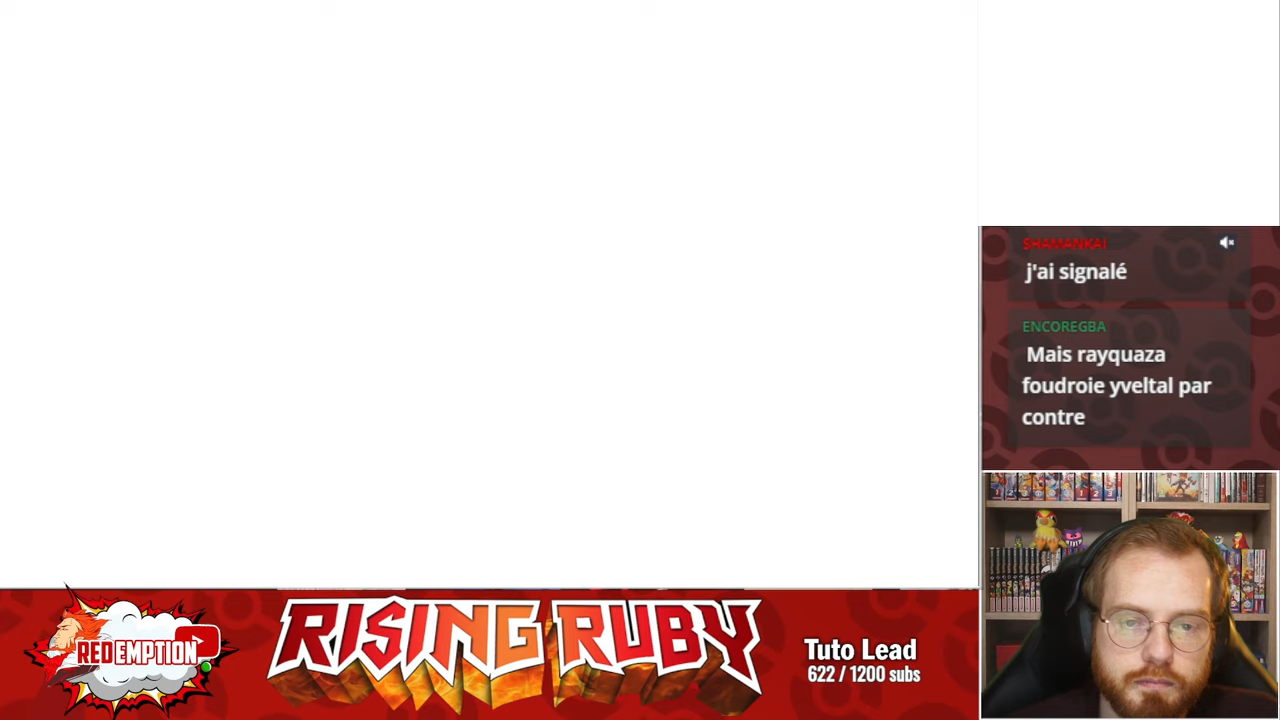 SHAMANKAI
j'ai signalé
ENCOREGBA
Mais rayquaza
foudroie yveltal par
contre
REDEMPTION
RISING RUBY
Tuto Lead
622 / 1200 subs